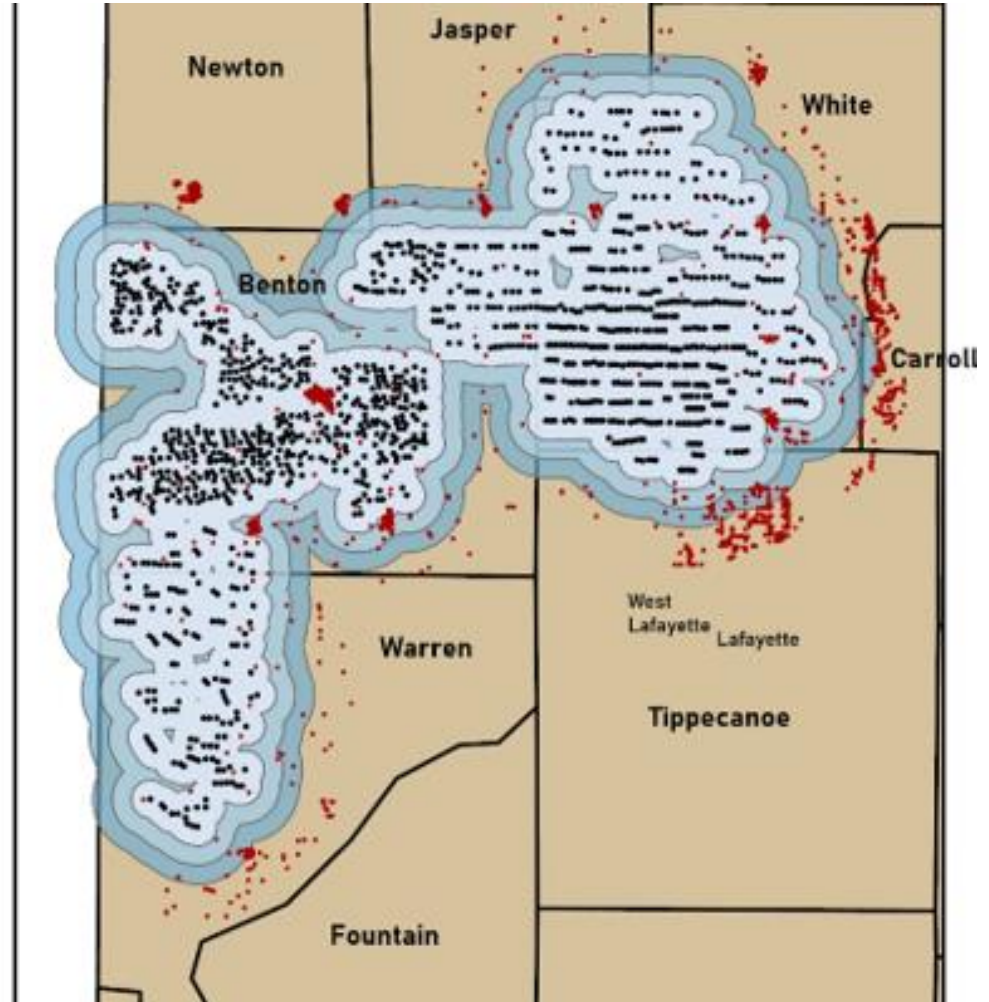 Jasper
Newton
White
Benton
Carroll
West
Lafayette
Lafayette
Warren
Tippecanoe
Fountain